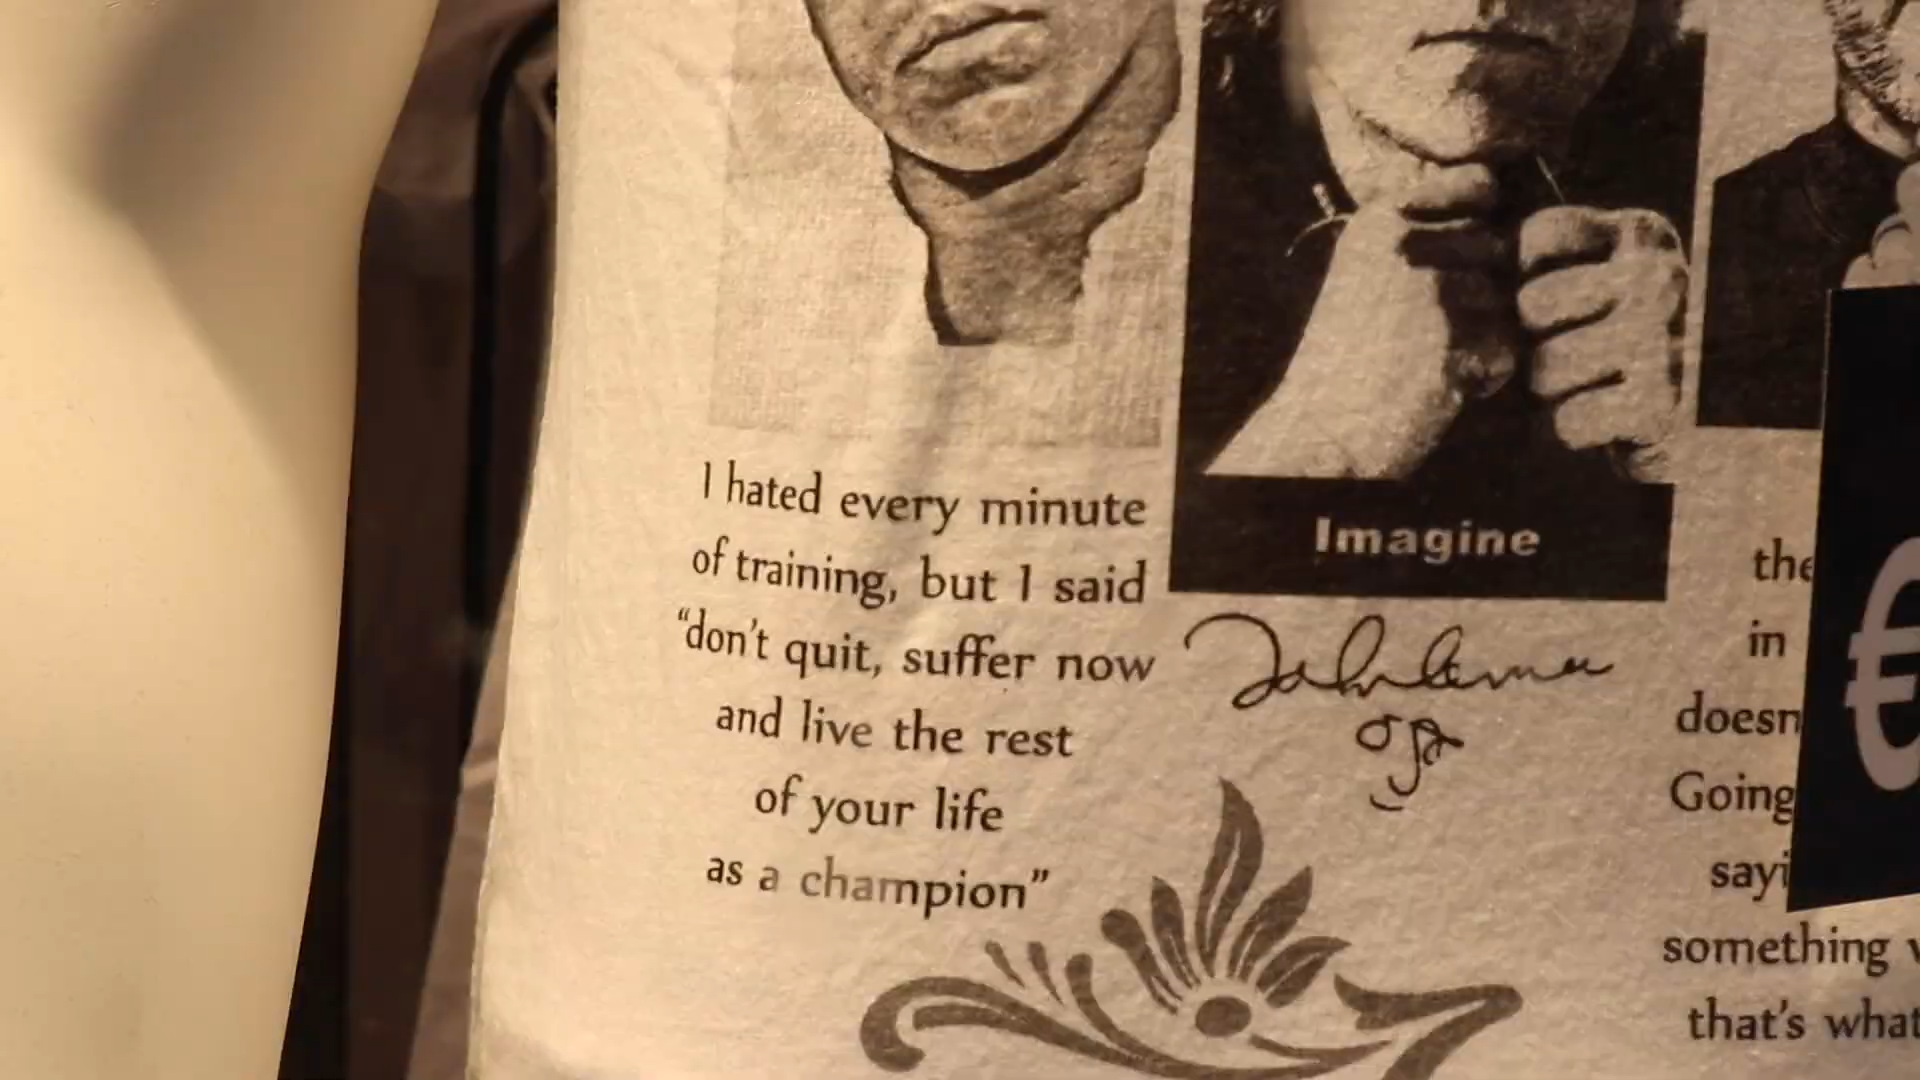 I hated every minute
of training, but I said
"don't quit, suffer now
and live the rest
of your life
as a champion"
Imagine
the
in
doesn
Going
sayi
something
that's what
€